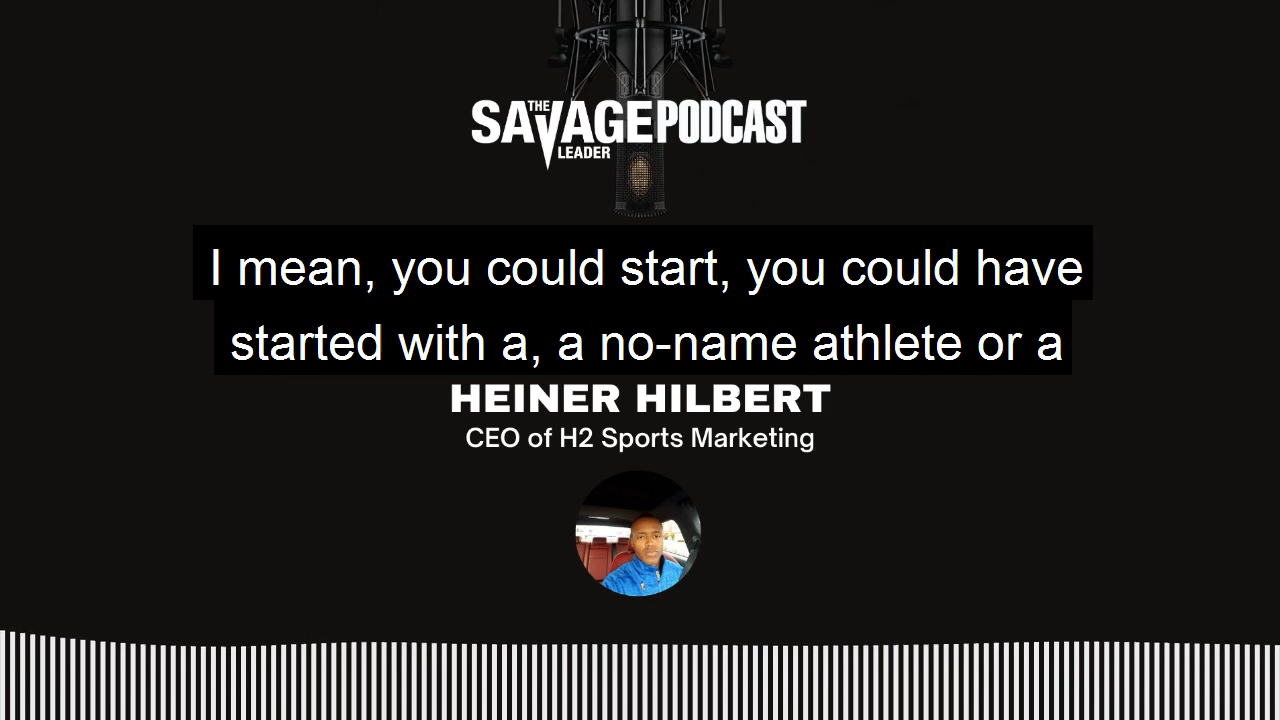 THE SAVAGE LEADER PODCAST
I mean, you could start, you could have
started with a, a no-name athlete or a
HEINER HILBERT
CEO of H2 Sports Marketing